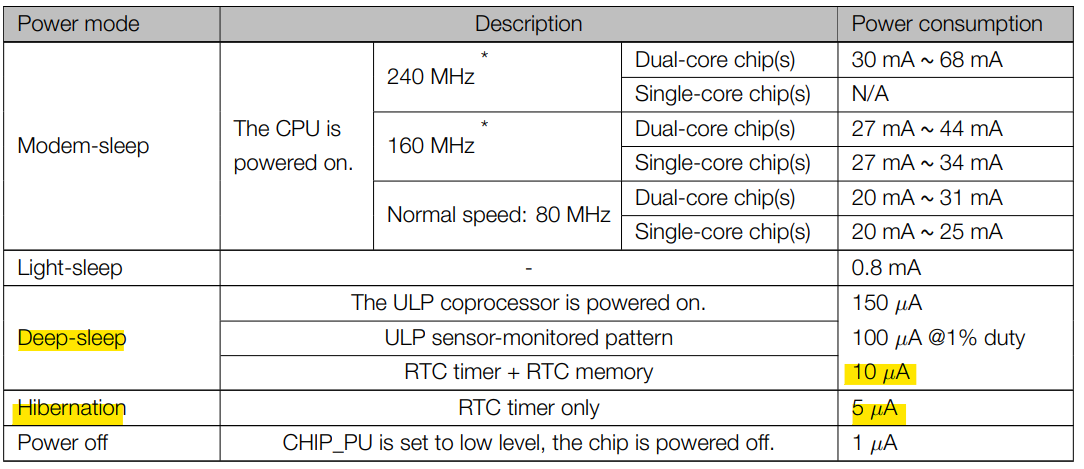 Power mode Description Power consumption
Modem-sleep The CPU is powered on. 240 MHz * Dual-core chip(s) 30 mA ~ 68 mA
Single-core chip(s) N/A
160 MHz * Dual-core chip(s) 27 mA ~ 44 mA
Single-core chip(s) 27 mA ~ 34 mA
Normal speed: 80 MHz Dual-core chip(s) 20 mA ~ 31 mA
Single-core chip(s) 20 mA ~ 25 mA
Light-sleep - 0.8 mA
Deep-sleep The ULP coprocessor is powered on. 150 µA
ULP sensor-monitored pattern 100 µA @1% duty
RTC timer + RTC memory 10 µA
Hibernation RTC timer only 5 µA
Power off CHIP_PU is set to low level, the chip is powered off. 1 µA